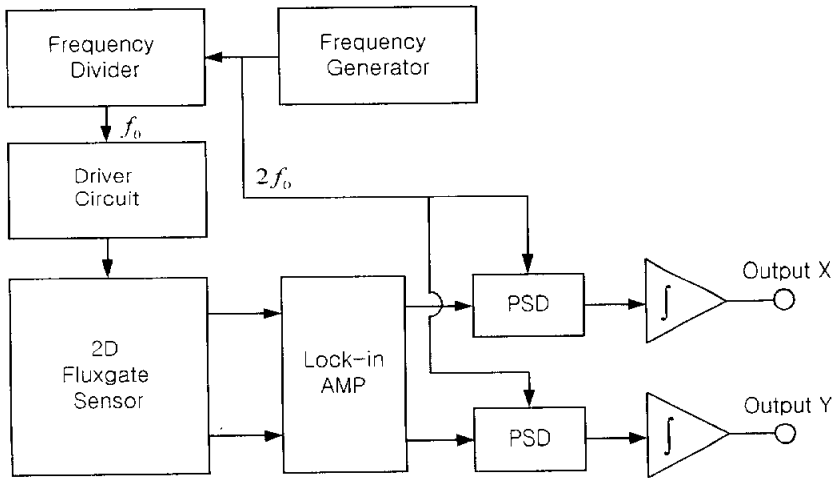 Frequency
Divider
Frequency
Generator
f₀
Driver
Circuit
2f₀
2D
Fluxgate
Sensor
Lock-in
AMP
PSD
∫
Output X
PSD
∫
Output Y